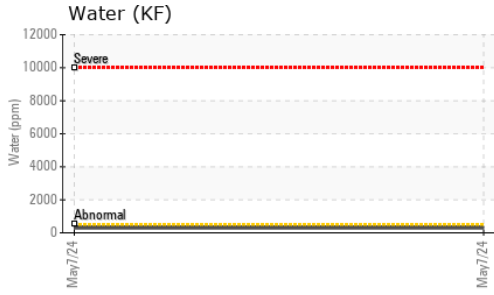 Water (KF)
12000
Severe
10000
8000
Water (ppm)
6000
4000
2000
Abnormal
0
May7/24
May7/24